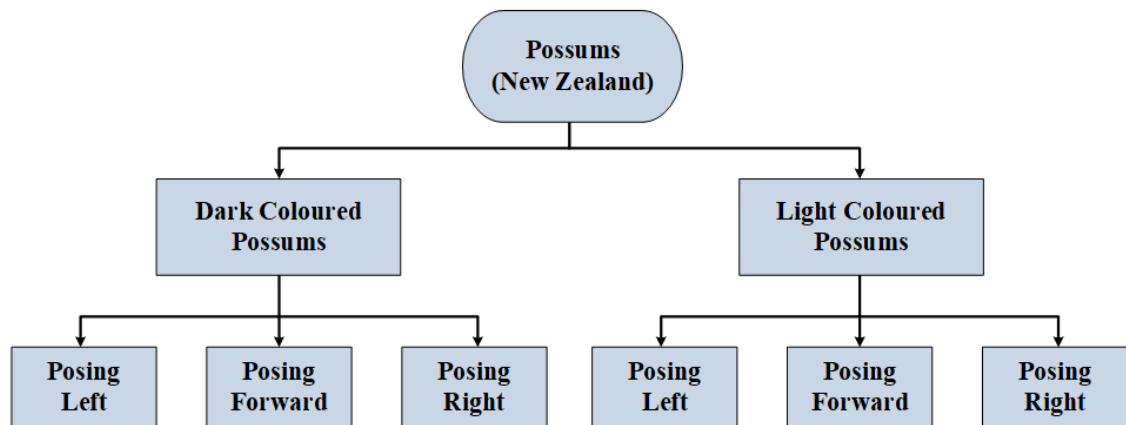 Possums
(New Zealand)
Dark Coloured
Possums
Light Coloured
Possums
Posing
Left
Posing
Forward
Posing
Right
Posing
Left
Posing
Forward
Posing
Right